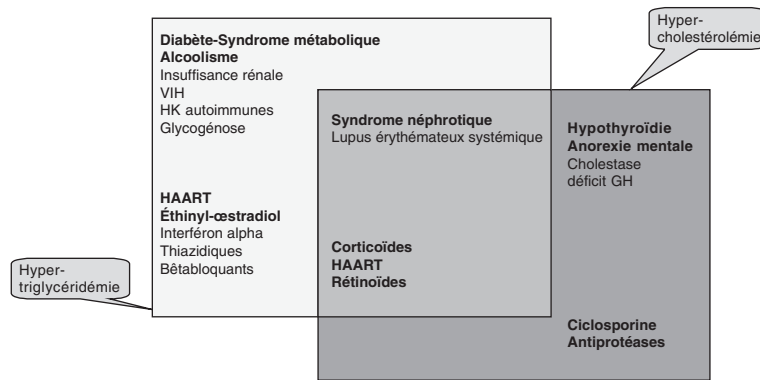 Hyper-
cholestérolémie
Diabète-Syndrome métabolique
Alcoolisme
Insuffisance rénale
VIH
HK autoimmunes
Glycogénose
Syndrome néphrotique
Lupus érythémateux systémique
Hypothyroïdie
Anorexie mentale
Cholestase
déficit GH
HAART
Éthinyl-œstradiol
Interféron alpha
Thiazidiques
Bêtabloquants
Corticoïdes
HAART
Rétinoïdes
Hyper-
triglycéridémie
Ciclosporine
Antiprotéases